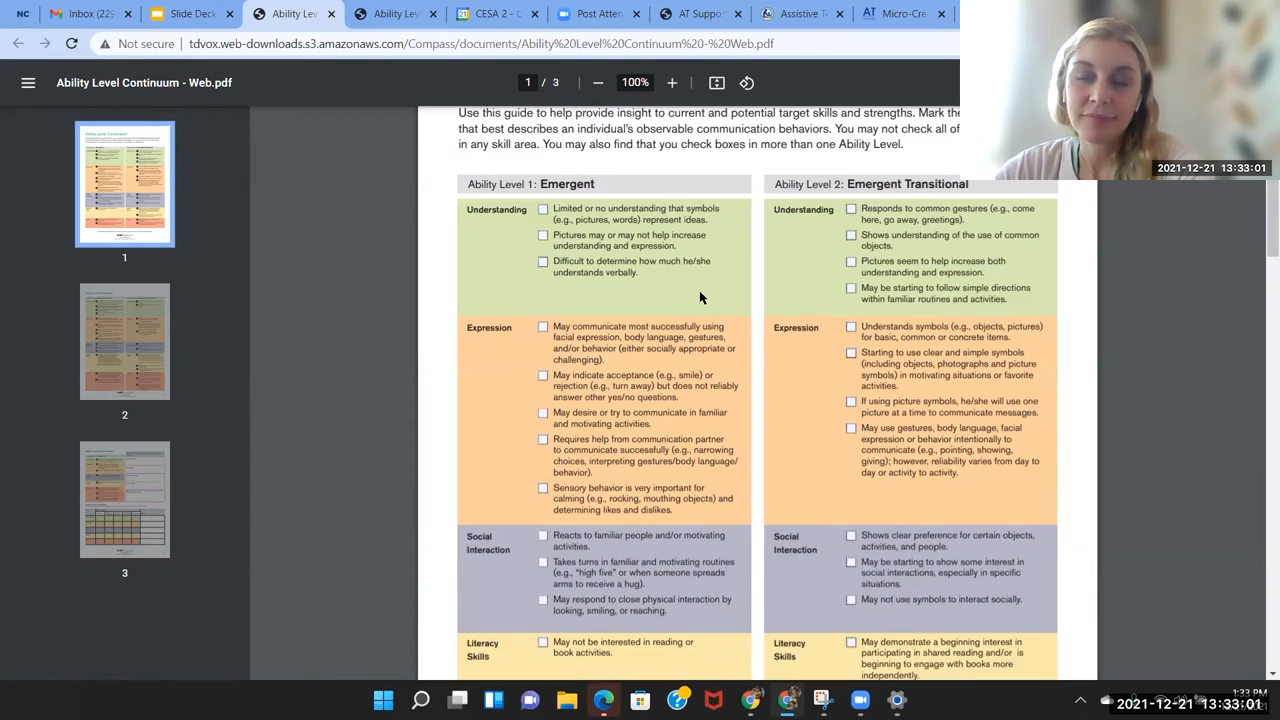 NC
Mail
Social Deck
Ability Lev
Ability Lev
Calendar
AT Support
Assistive
AT
Micro-Cre
Not secure
tdvox.web-downloads.s3.amazonaws.com/Compass/documents/Ability%20Level%20Continuum%20-%20Web.pdf
Ability Level Continuum - Web.pdf
1 / 3
100%
2021-12-21 13:33:01
Use this guide to help provide insight to current and potential target skills and strengths. Mark the
that best describes an individual's observable communication behaviors. You may not check all of
in any skill area. You may also find that you check boxes in more than one Ability Level.
Ability Level 1: Emergent
Understanding
Limited or no understanding that symbols
(e.g., pictures, words) represent ideas.
Pictures may or may not help increase
understanding and expression.
Difficult to determine how much he/she
understands verbally.
Expression
May communicate most successfully using
facial expression, body language, gestures,
and/or behavior (either socially appropriate or
challenging).
May indicate acceptance (e.g., smile) or
rejection (e.g., turn away) but does not reliably
answer other yes/no questions.
May desire or try to communicate in familiar
and motivating activities.
Requires help from communication partner
to communicate successfully (e.g., narrowing
choices, interpreting gestures/body language/
behavior).
Sensory behavior is very important for
calming (e.g., rocking, mouthing objects) and
determining likes and dislikes.
Social
Interaction
Reacts to familiar people and/or motivating
activities.
Takes turns in familiar and motivating routines
(e.g., "high five" or when someone spreads
arms to receive a hug).
May respond to close physical interaction by
looking, smiling, or reaching.
Literacy
Skills
May not be interested in reading or
book activities.
Ability Level 2: Emergent Transitional
Understanding
Responds to common gestures (e.g., come
here, go away, greetings).
Shows understanding of the use of common
objects.
Pictures seem to help increase both
understanding and expression.
May be starting to follow simple directions
within familiar routines and activities.
Expression
Understands symbols (e.g., objects, pictures)
for basic, common or concrete items.
Starting to use clear and simple symbols
(including objects, photographs and picture
symbols) in motivating situations or favorite
activities.
If using picture symbols, he/she will use one
picture at a time to communicate messages.
May use gestures, body language, facial
expression or behavior intentionally to
communicate (e.g., pointing, showing,
giving); however, reliability varies from day to
day or activity to activity.
Social
Interaction
Shows clear preference for certain objects,
activities, and people.
May be starting to show some interest in
social interactions, especially in specific
situations.
May not use symbols to interact socially.
Literacy
Skills
May demonstrate a beginning interest in
participating in shared reading and/or is
beginning to engage with books more
independently.
1
2
3
1:33 PM
2021-12-21 13:33:01